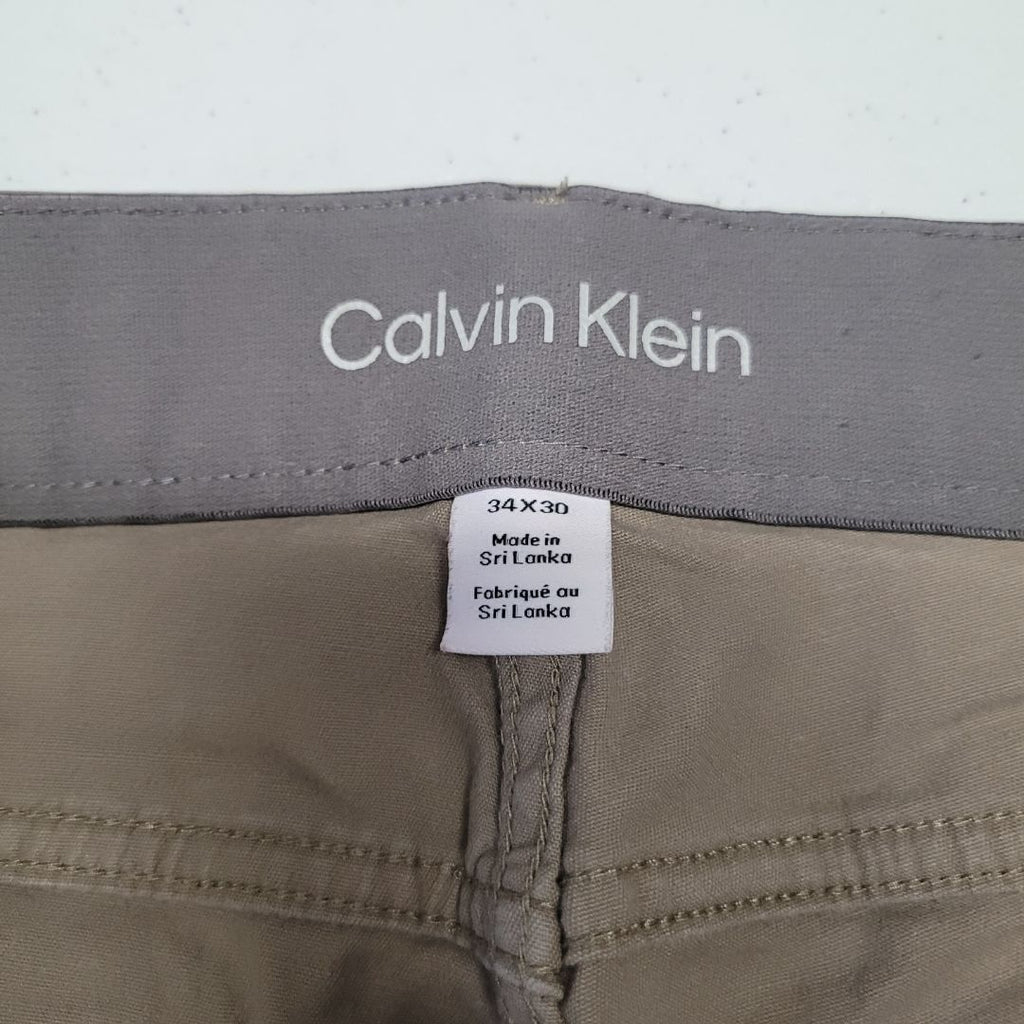 Calvin Klein
34X30
Made in
Sri Lanka
Fabriqué au
Sri Lanka